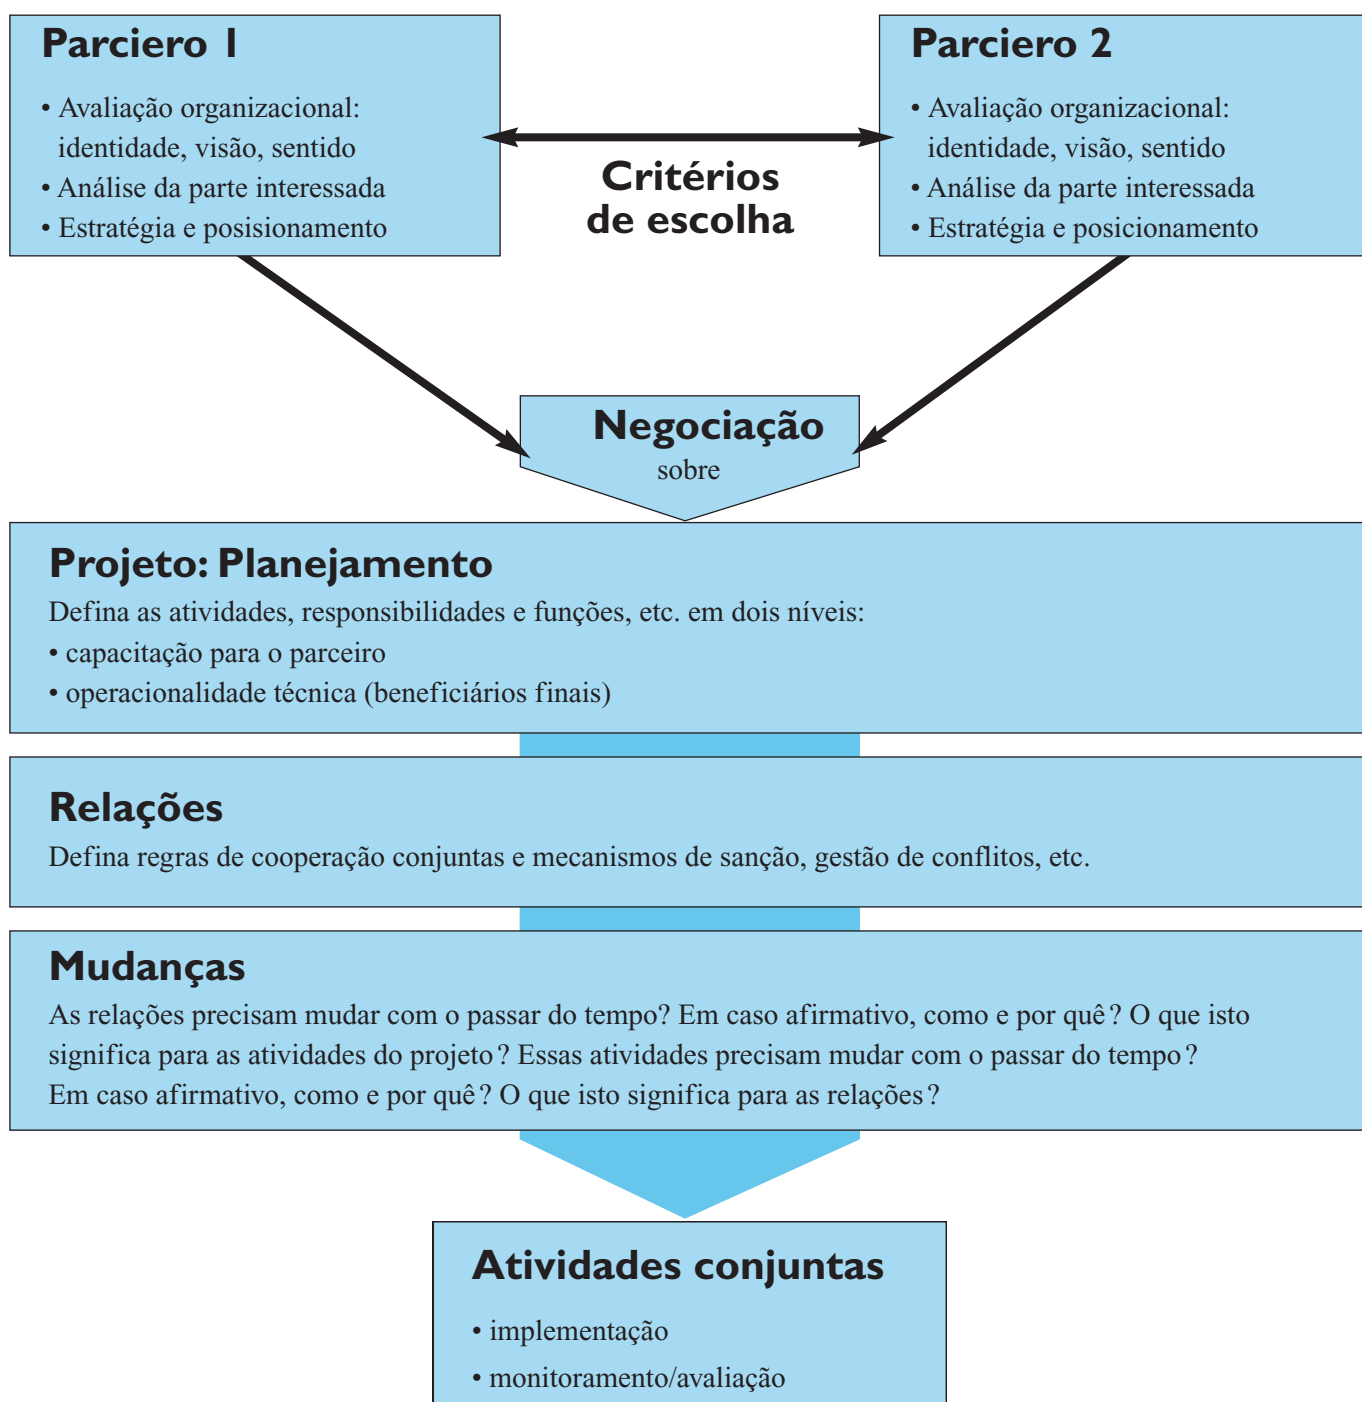 Parciero 1
• Avaliação organizacional:
identidade, visão, sentido
• Análise da parte interessada
• Estratégia e posisionamento
Critérios
de escolha
Parciero 2
• Avaliação organizacional:
identidade, visão, sentido
• Análise da parte interessada
• Estratégia e posicionamento
Negociação
sobre
Projeto: Planejamento
Defina as atividades, responsibilidades e funções, etc. em dois níveis:
• capacitação para o parceiro
• operacionalidade técnica (beneficiários finais)
Relações
Defina regras de cooperação conjuntas e mecanismos de sanção, gestão de conflitos, etc.
Mudanças
As relações precisam mudar com o passar do tempo? Em caso afirmativo, como e por quê? O que isto
significa para as atividades do projeto? Essas atividades precisam mudar com o passar do tempo?
Em caso afirmativo, como e por quê? O que isto significa para as relações?
Atividades conjuntas
• implementação
• monitoramento/avaliação